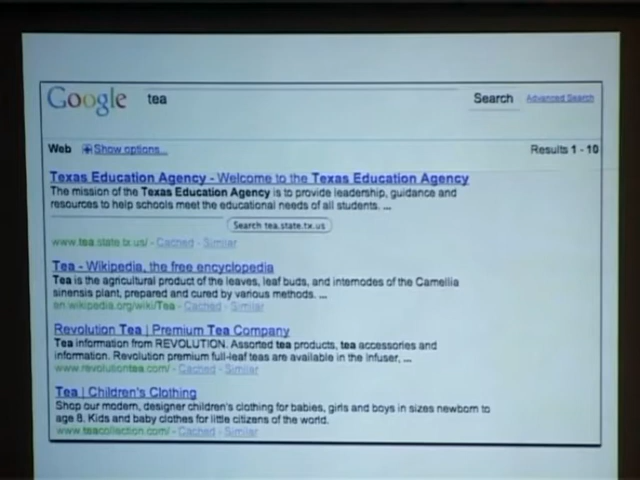 Google tea Search Advanced Search
Web Show options... Results 1 - 10
Texas Education Agency - Welcome to the Texas Education Agency
The mission of the Texas Education Agency is to provide leadership, guidance and
resources to help schools meet the educational needs of all students. ...
Search tea.state.tx.us
www.tea.state.tx.us/ - Cached - Similar
Tea - Wikipedia, the free encyclopedia
Tea is the agricultural product of the leaves, leaf buds, and internodes of the Camellia
sinensis plant, prepared and cured by various methods. ...
en.wikipedia.org/wiki/Tea - Cached - Similar
Revolution Tea | Premium Tea Company
Tea information from REVOLUTION. Assorted tea products, tea accessories and
information. Revolution premium full-leaf teas are available in the Infuser, ...
www.revolutiontea.com/ - Cached - Similar
Tea | Children's Clothing
Shop our modern, designer children's clothing for babies, girls and boys in sizes newborn to
age 8. Kids and baby clothes for little citizens of the world.
www.teacollection.com/ - Cached - Similar